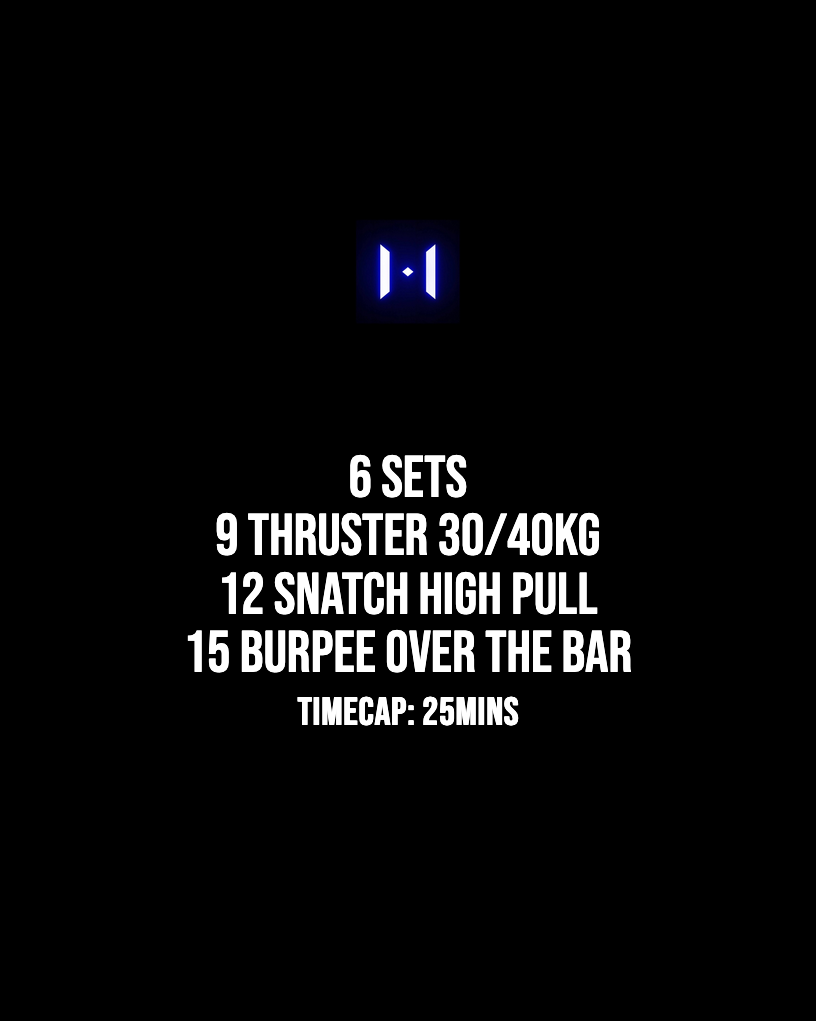 6 SETS
9 THRUSTER 30/40KG
12 SNATCH HIGH PULL
15 BURPEE OVER THE BAR
TIMECAP: 25MINS